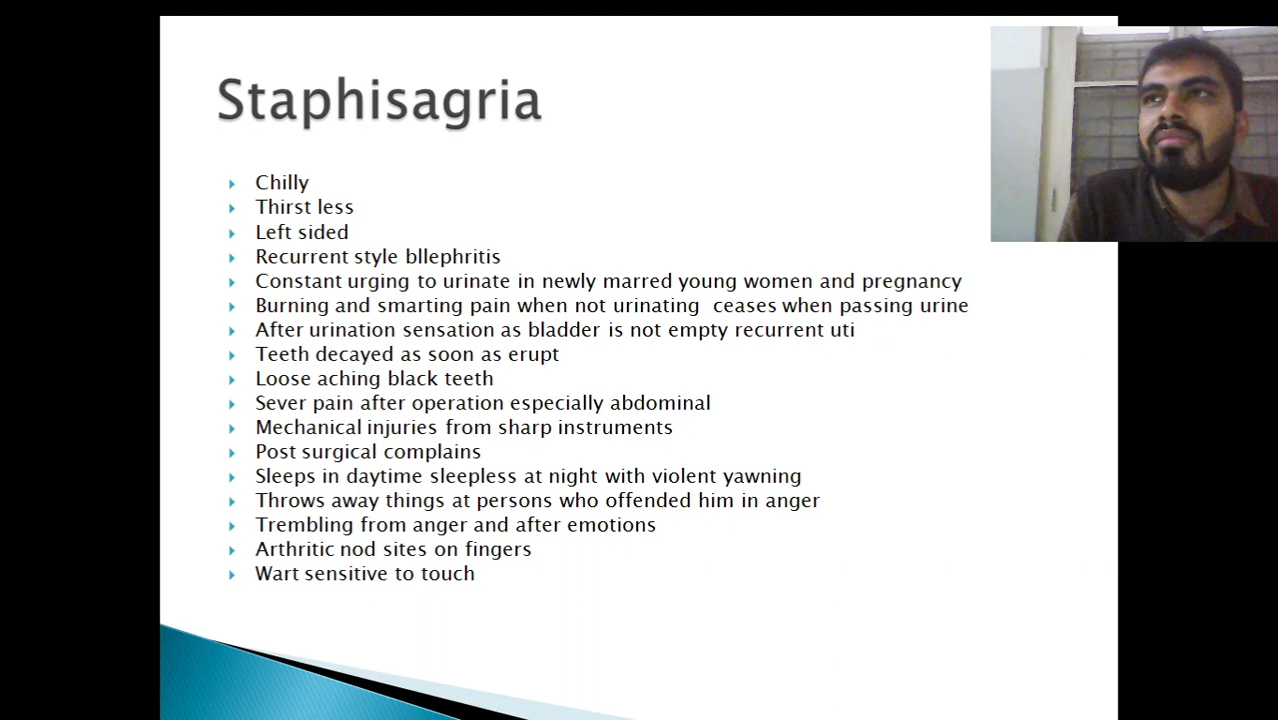 Staphisagria
Chilly
Thirst less
Left sided
Recurrent style bllephritis
Constant urging to urinate in newly marred young women and pregnancy
Burning and smarting pain when not urinating ceases when passing urine
After urination sensation as bladder is not empty recurrent uti
Teeth decayed as soon as erupt
Loose aching black teeth
Sever pain after operation especially abdominal
Mechanical injuries from sharp instruments
Post surgical complains
Sleeps in daytime sleepless at night with violent yawning
Throws away things at persons who offended him in anger
Trembling from anger and after emotions
Arthritic nod sites on fingers
Wart sensitive to touch